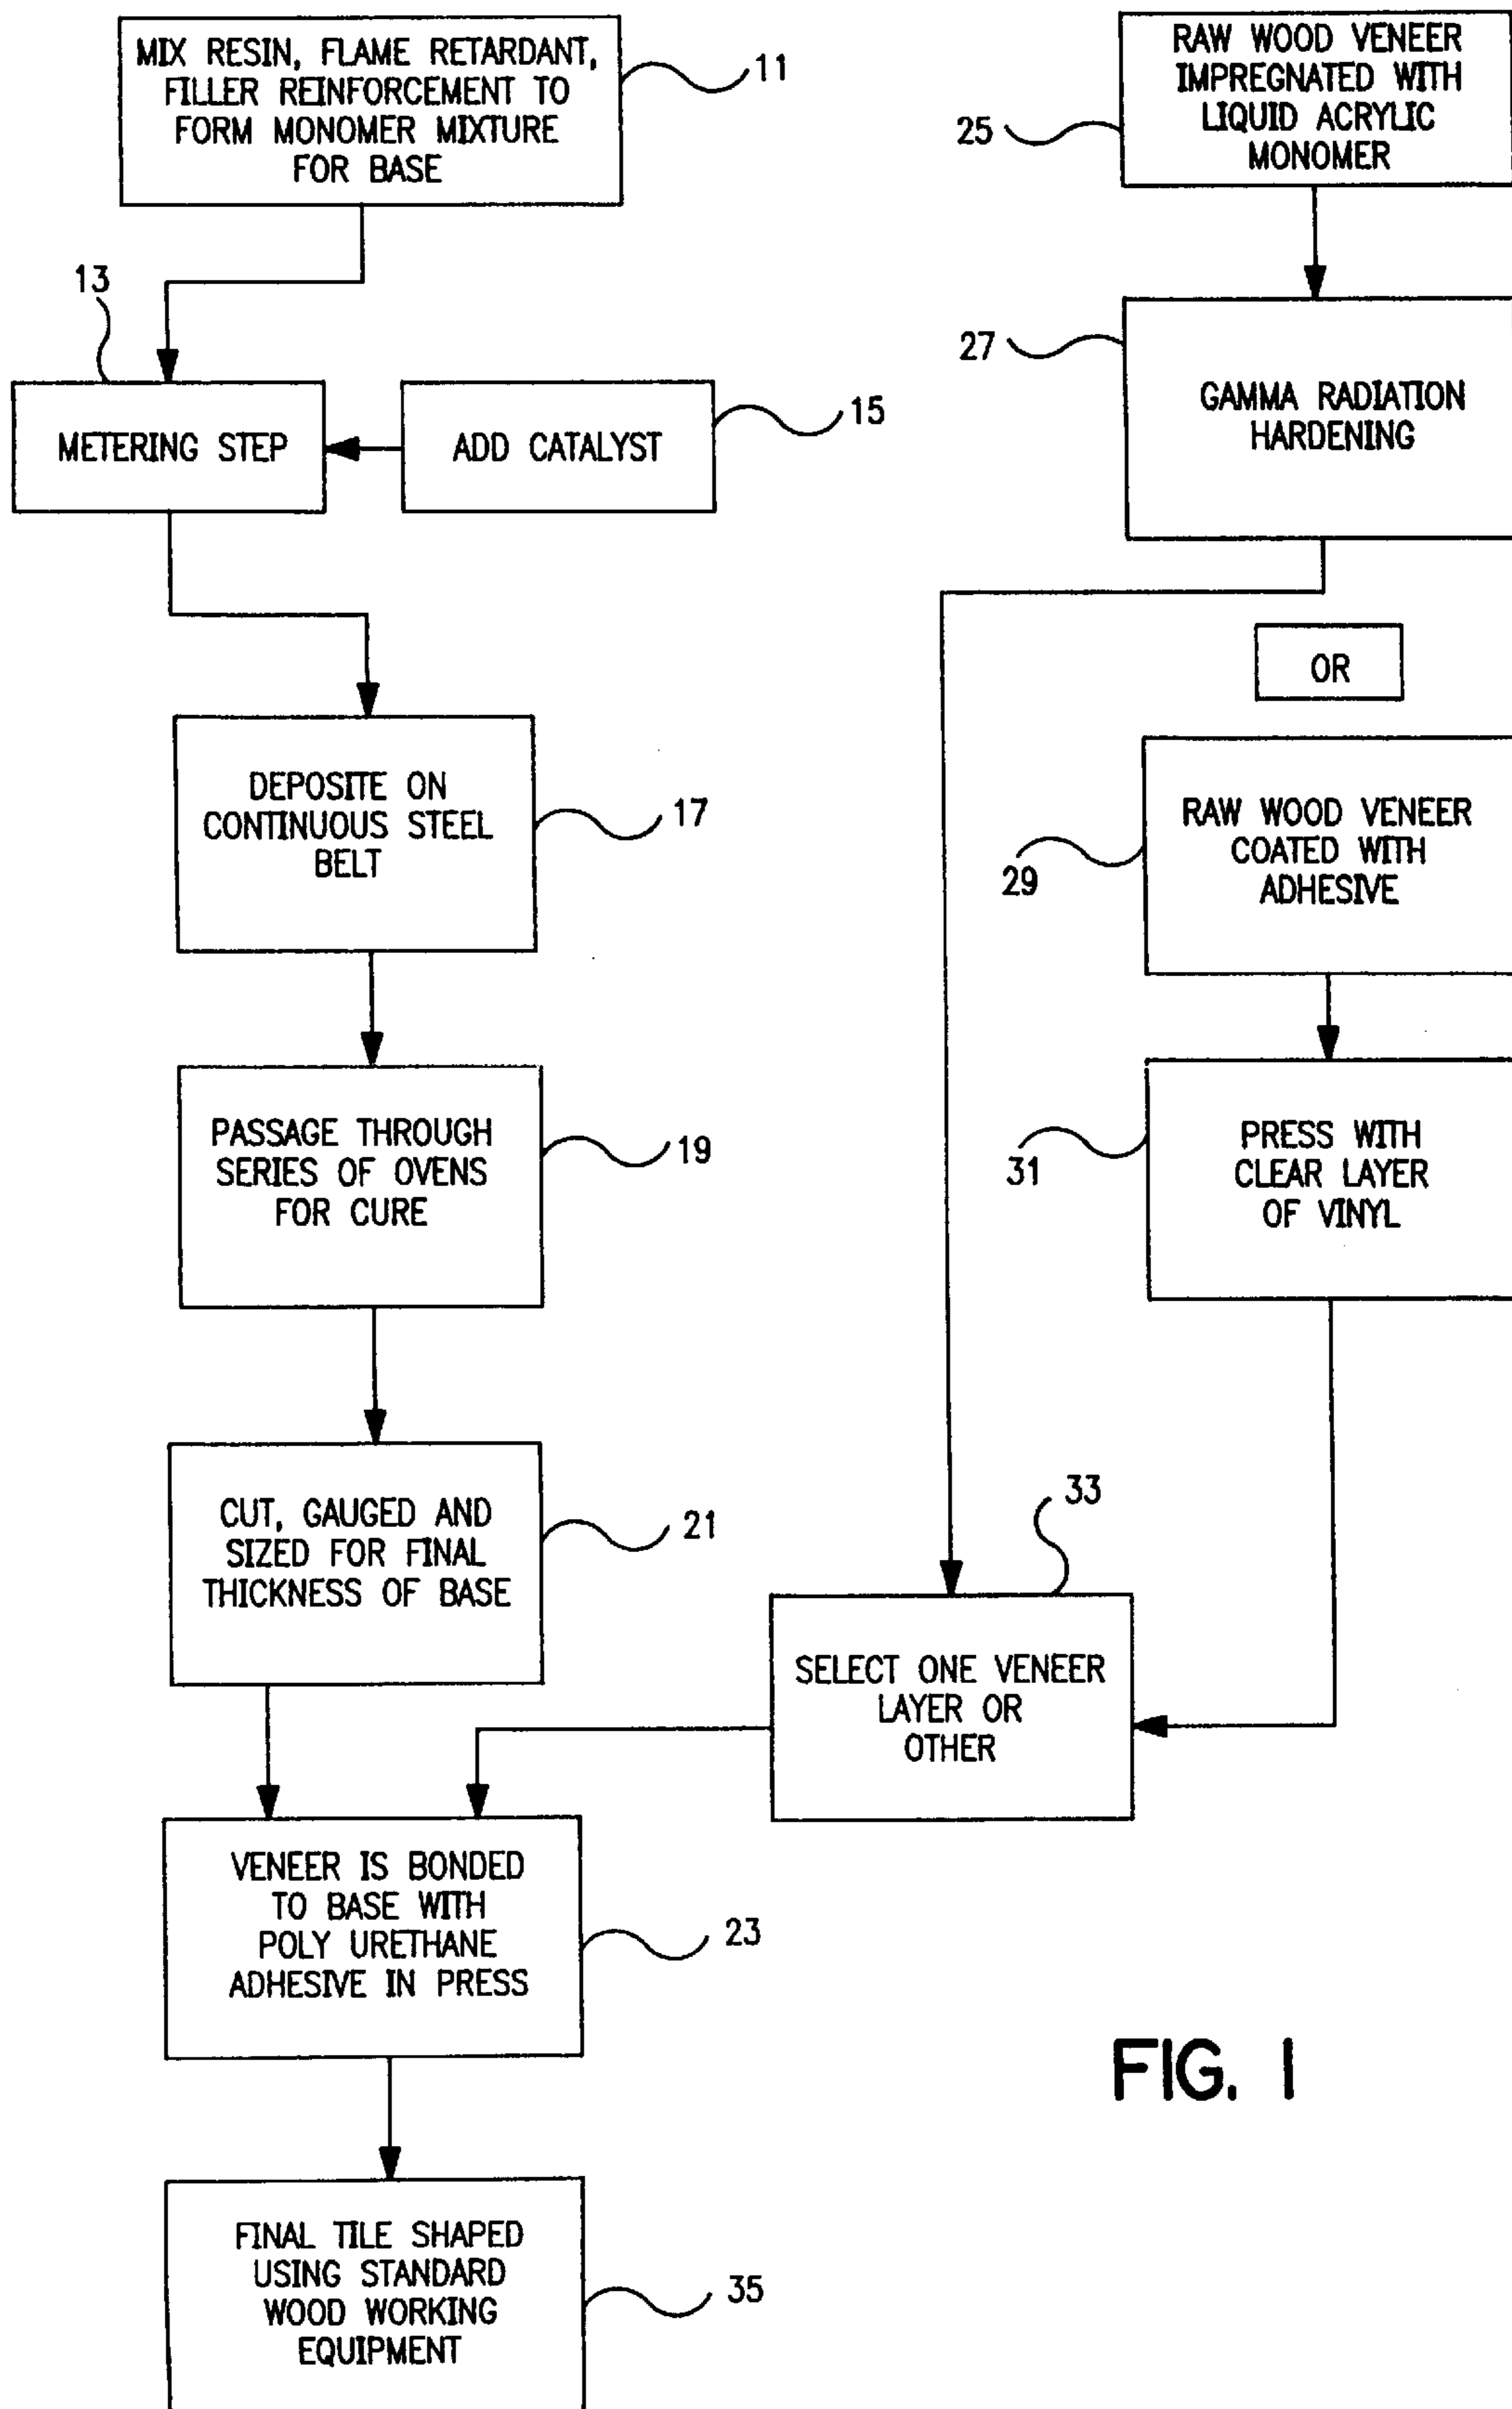 MIX RESIN, FLAME RETARDANT,
FILLER REINFORCEMENT TO
FORM MONOMER MIXTURE
FOR BASE
11
13
METERING STEP
ADD CATALYST
15
DEPOSITE ON
CONTINUOUS STEEL
BELT
17
PASSAGE THROUGH
SERIES OF OVENS
FOR CURE
19
CUT, GAUGED AND
SIZED FOR FINAL
THICKNESS OF BASE
21
RAW WOOD VENEER
IMPREGNATED WITH
LIQUID ACRYLIC
MONOMER
25
GAMMA RADIATION
HARDENING
27
OR
RAW WOOD VENEER
COATED WITH
ADHESIVE
29
PRESS WITH
CLEAR LAYER
OF VINYL
31
33
SELECT ONE VENEER
LAYER OR
OTHER
VENEER IS BONDED
TO BASE WITH
POLY URETHANE
ADHESIVE IN PRESS
23
FINAL TILE SHAPED
USING STANDARD
WOOD WORKING
EQUIPMENT
35
FIG. 1